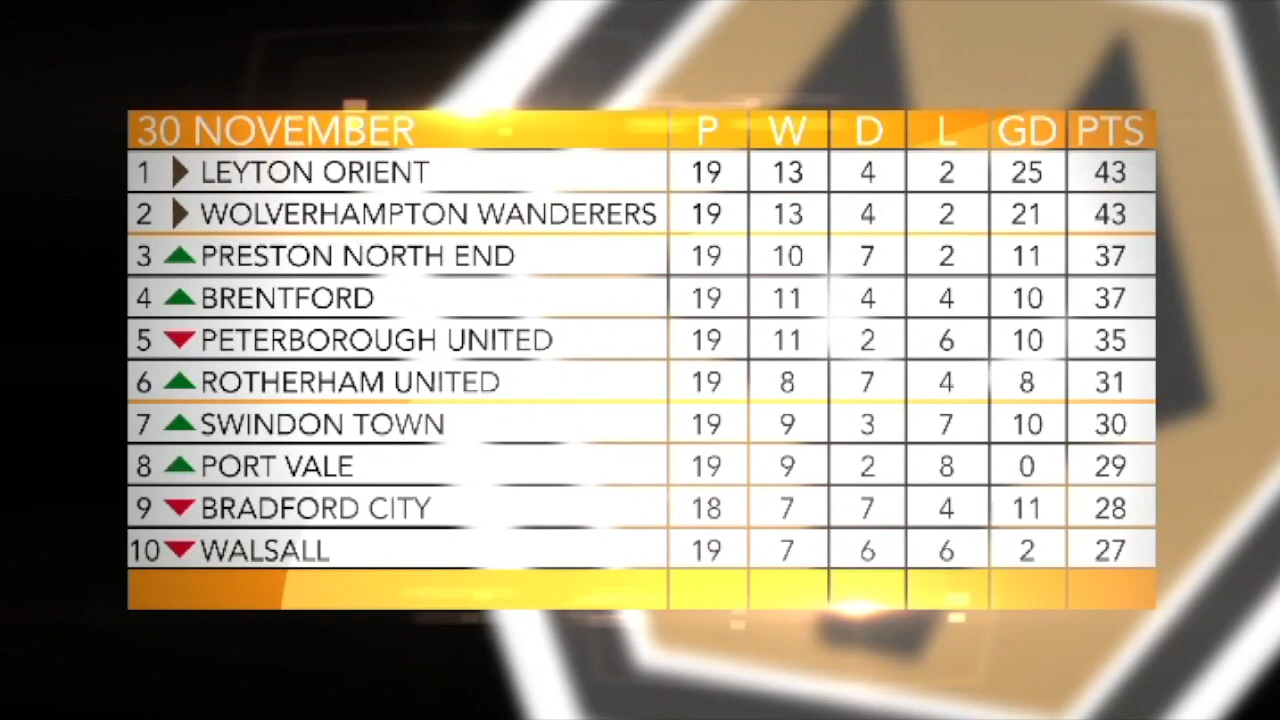 30 NOVEMBER P W D L GD PTS
1 LEYTON ORIENT 19 13 4 2 25 43
2 WOLVERHAMPTON WANDERERS 19 13 4 2 21 43
3 PRESTON NORTH END 19 10 7 2 11 37
4 BRENTFORD 19 11 4 4 10 37
5 PETERBOROUGH UNITED 19 11 2 6 10 35
6 ROTHERHAM UNITED 19 8 7 4 8 31
7 SWINDON TOWN 19 9 3 7 10 30
8 PORT VALE 19 9 2 8 0 29
9 BRADFORD CITY 18 7 7 4 11 28
10 WALSALL 19 7 6 6 2 27